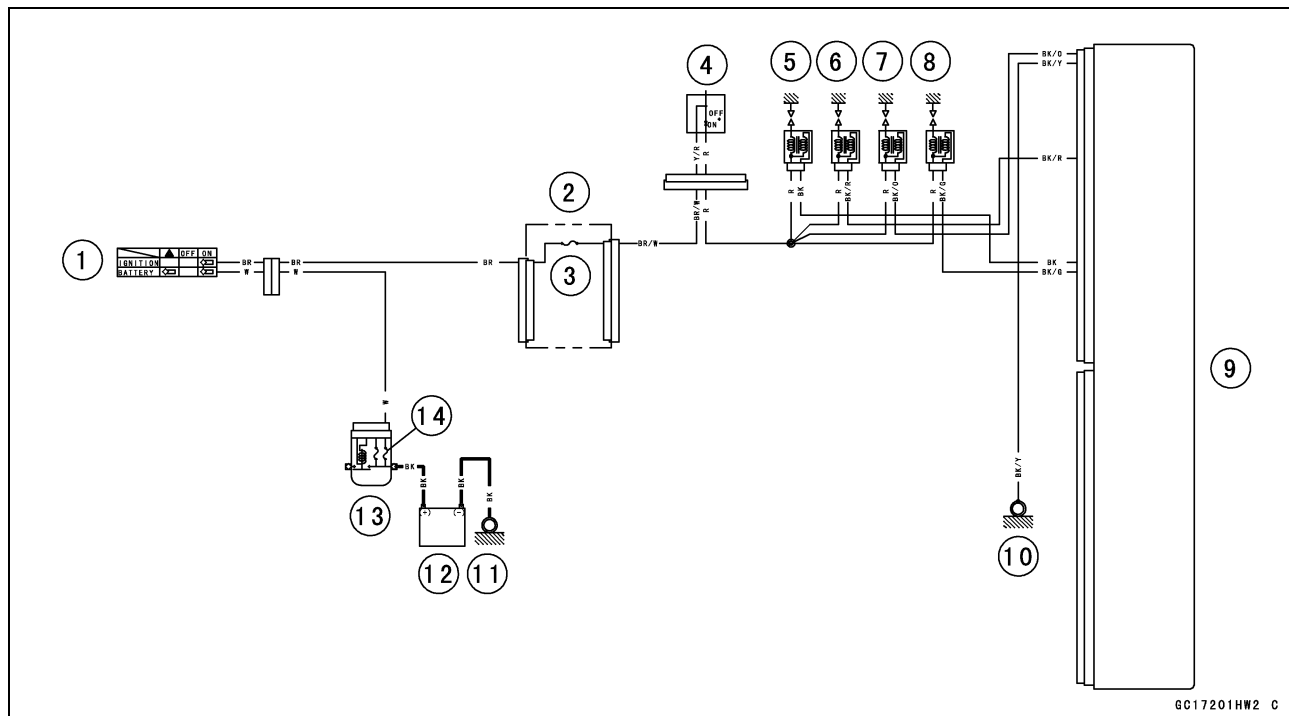 4
5
6
7
8
BK/O
BK/Y
OFF
ON
BK/R
Y/R
R
R
BK
R
BK/R
R
BK/O
R
BK/G
2
BR/W
R
BR/W
1
OFF ON
IGNITION
BATTERY
BR
W
BR
W
BR
3
BK
BK/G
9
W
14
BK
BK
BK
(+)
(-)
13
12
11
BK/Y
10
GC17201HW2 C